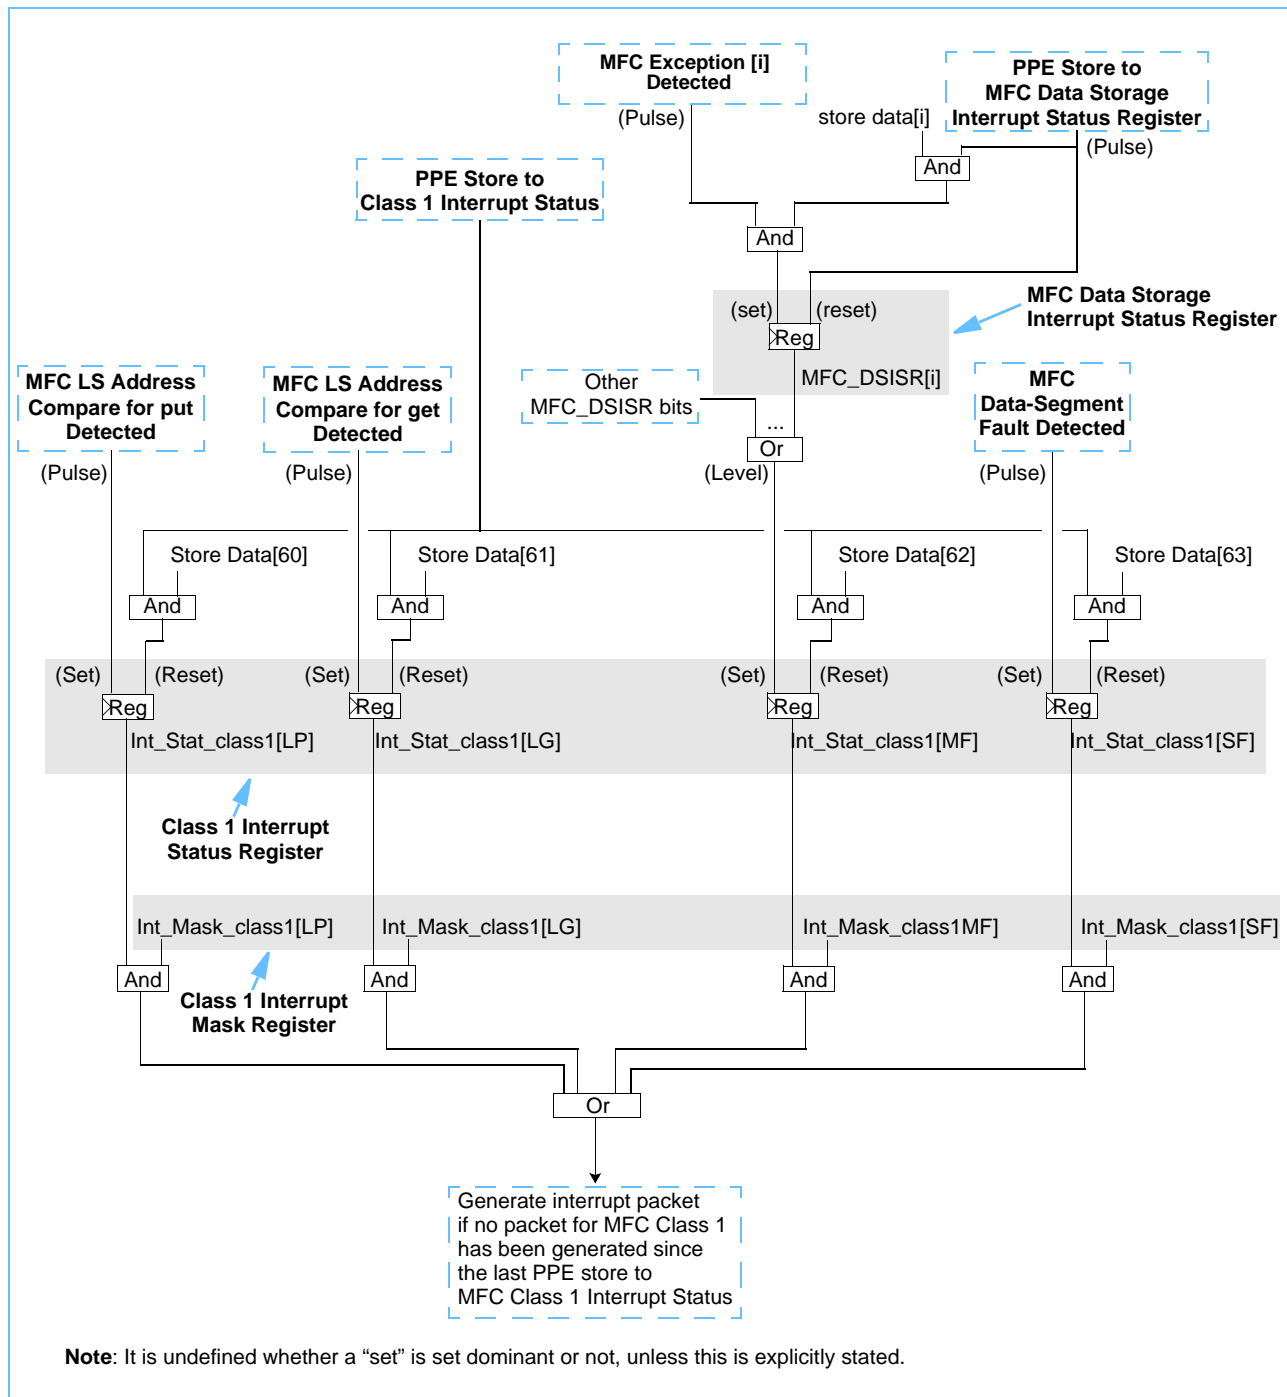 MFC Exception [i]
Detected
PPE Store to
MFC Data Storage
Interrupt Status Register
(Pulse)
store data[i]
(Pulse)
And
PPE Store to
Class 1 Interrupt Status
And
(set)
(reset)
MFC Data Storage
Interrupt Status Register
Reg
MFC_DSISR[i]
MFC LS Address
Compare for put
Detected
MFC LS Address
Compare for get
Detected
Other
MFC_DSISR bits
MFC
Data-Segment
Fault Detected
...
Or
(Pulse)
(Pulse)
(Level)
(Pulse)
Store Data[60]
Store Data[61]
Store Data[62]
Store Data[63]
And
And
And
And
(Set)
(Reset)
(Set)
(Reset)
(Set)
(Reset)
(Set)
(Reset)
Reg
Reg
Reg
Reg
Int_Stat_class1[LP]
Int_Stat_class1[LG]
Int_Stat_class1[MF]
Int_Stat_class1[SF]
Class 1 Interrupt
Status Register
Int_Mask_class1[LP]
Int_Mask_class1[LG]
Int_Mask_class1MF]
Int_Mask_class1[SF]
And
And
And
And
Class 1 Interrupt
Mask Register
Or
Generate interrupt packet
if no packet for MFC Class 1
has been generated since
the last PPE store to
MFC Class 1 Interrupt Status
Note: It is undefined whether a “set” is set dominant or not, unless this is explicitly stated.